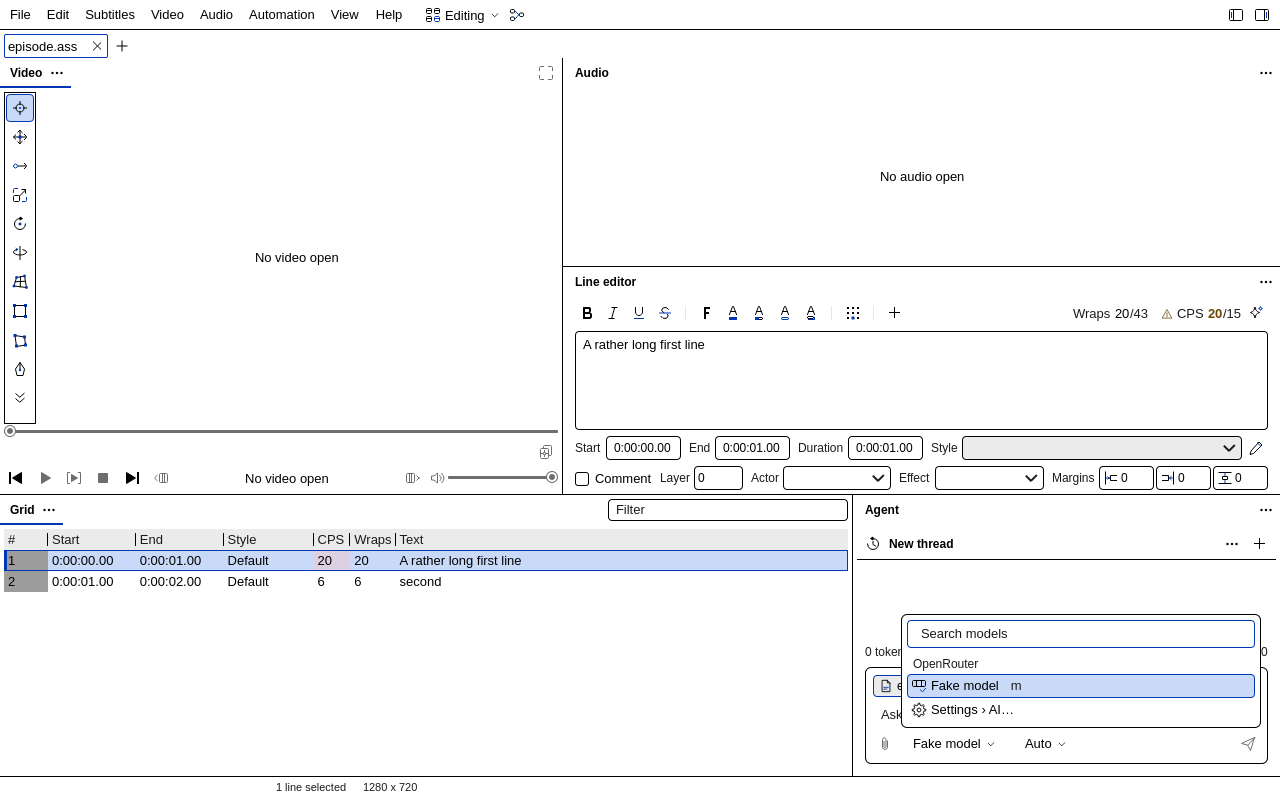 File Edit Subtitles Video Audio Automation View Help Editing
episode.ass
Video
No video open
No video open
Audio
No audio open
Line editor
B I U S F A A A A Wraps 20/43 CPS 20/15
A rather long first line
Start 0:00:00.00 End 0:00:01.00 Duration 0:00:01.00 Style
Comment Layer 0 Actor Effect Margins 0 0 0
Grid Filter
# Start End Style CPS Wraps Text
1 0:00:00.00 0:00:01.00 Default 20 20 A rather long first line
2 0:00:01.00 0:00:02.00 Default 6 6 second
Agent
New thread
Search models
0 0
OpenRouter
Fake model m
Settings › AI…
Ask
Fake model Auto
1 line selected 1280 x 720